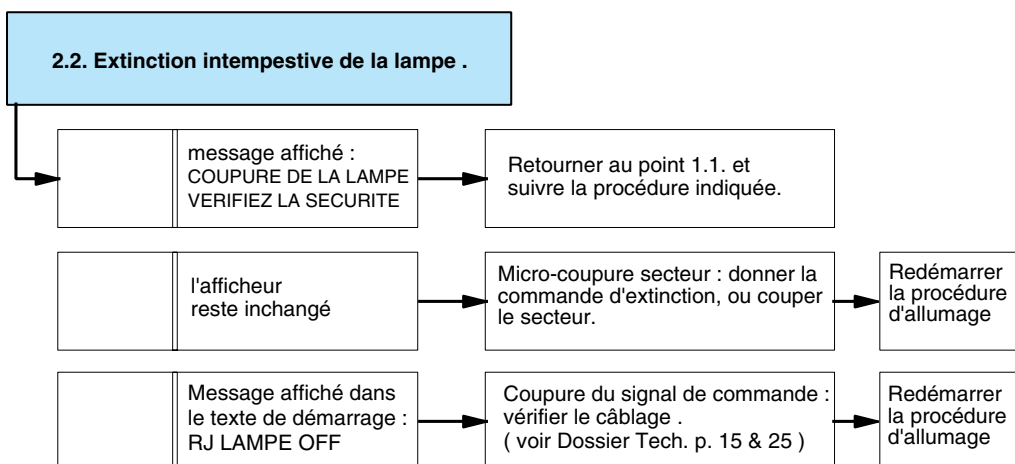 2.2. Extinction intempestive de la lampe .
message affiché :
COUPURE DE LA LAMPE
VERIFIEZ LA SECURITE
Retourner au point 1.1. et
suivre la procédure indiquée.
l'afficheur
reste inchangé
Micro-coupure secteur : donner la
commande d'extinction, ou couper
le secteur.
Redémarrer
la procédure
d'allumage
Message affiché dans
le texte de démarrage :
RJ LAMPE OFF
Coupure du signal de commande :
vérifier le câblage .
( voir Dossier Tech. p. 15 & 25 )
Redémarrer
la procédure
d'allumage